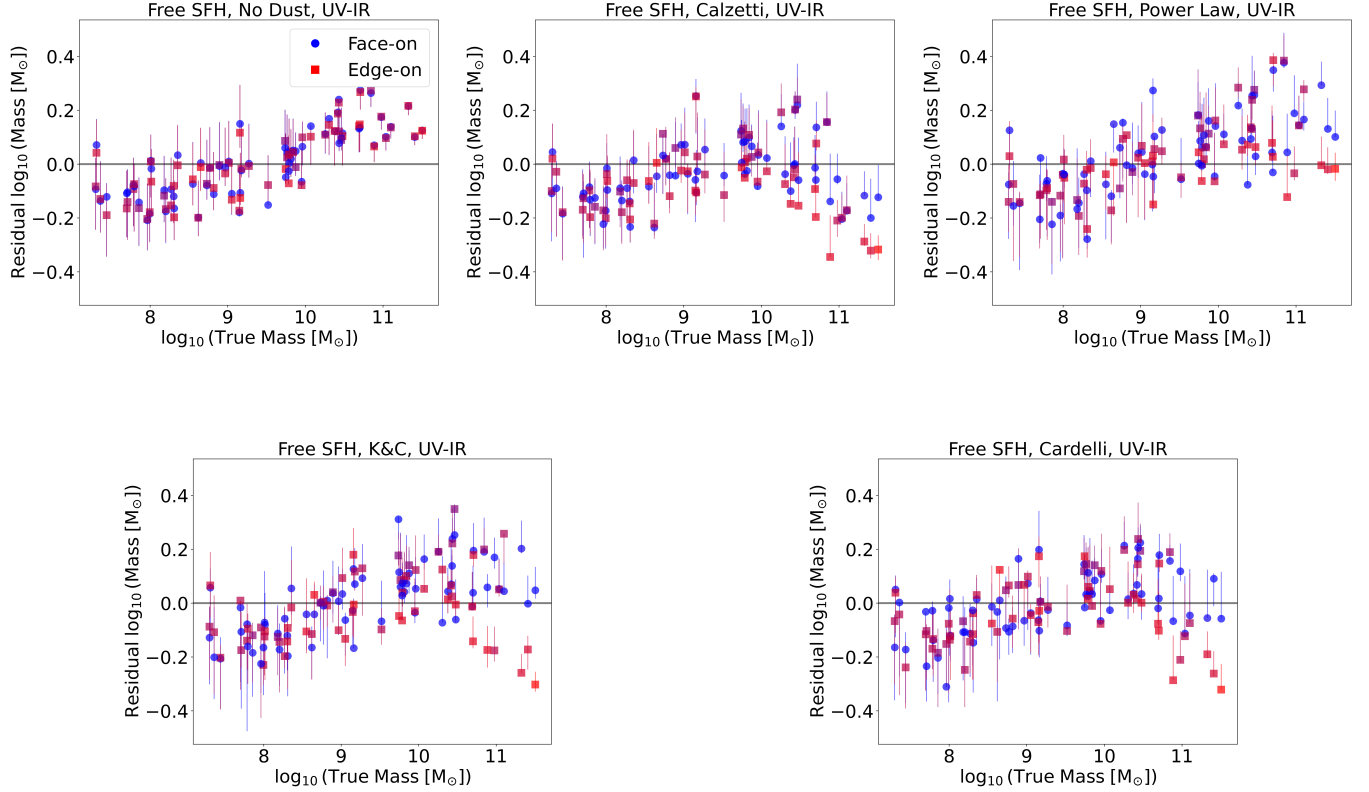 Free SFH, No Dust, UV-IR
Free SFH, Calzetti, UV-IR
Free SFH, Power Law, UV-IR
Face-on
Edge-on
Residual log₁₀(Mass [M⊙])
0.4
0.2
0.0
−0.2
−0.4
8
9
10
11
log₁₀(True Mass [M⊙])
Residual log₁₀(Mass [M⊙])
0.4
0.2
0.0
−0.2
−0.4
8
9
10
11
log₁₀(True Mass [M⊙])
Residual log₁₀(Mass [M⊙])
0.4
0.2
0.0
−0.2
−0.4
8
9
10
11
log₁₀(True Mass [M⊙])
Free SFH, K&C, UV-IR
Residual log₁₀(Mass [M⊙])
0.4
0.2
0.0
−0.2
−0.4
8
9
10
11
log₁₀(True Mass [M⊙])
Free SFH, Cardelli, UV-IR
Residual log₁₀(Mass [M⊙])
0.4
0.2
0.0
−0.2
−0.4
8
9
10
11
log₁₀(True Mass [M⊙])